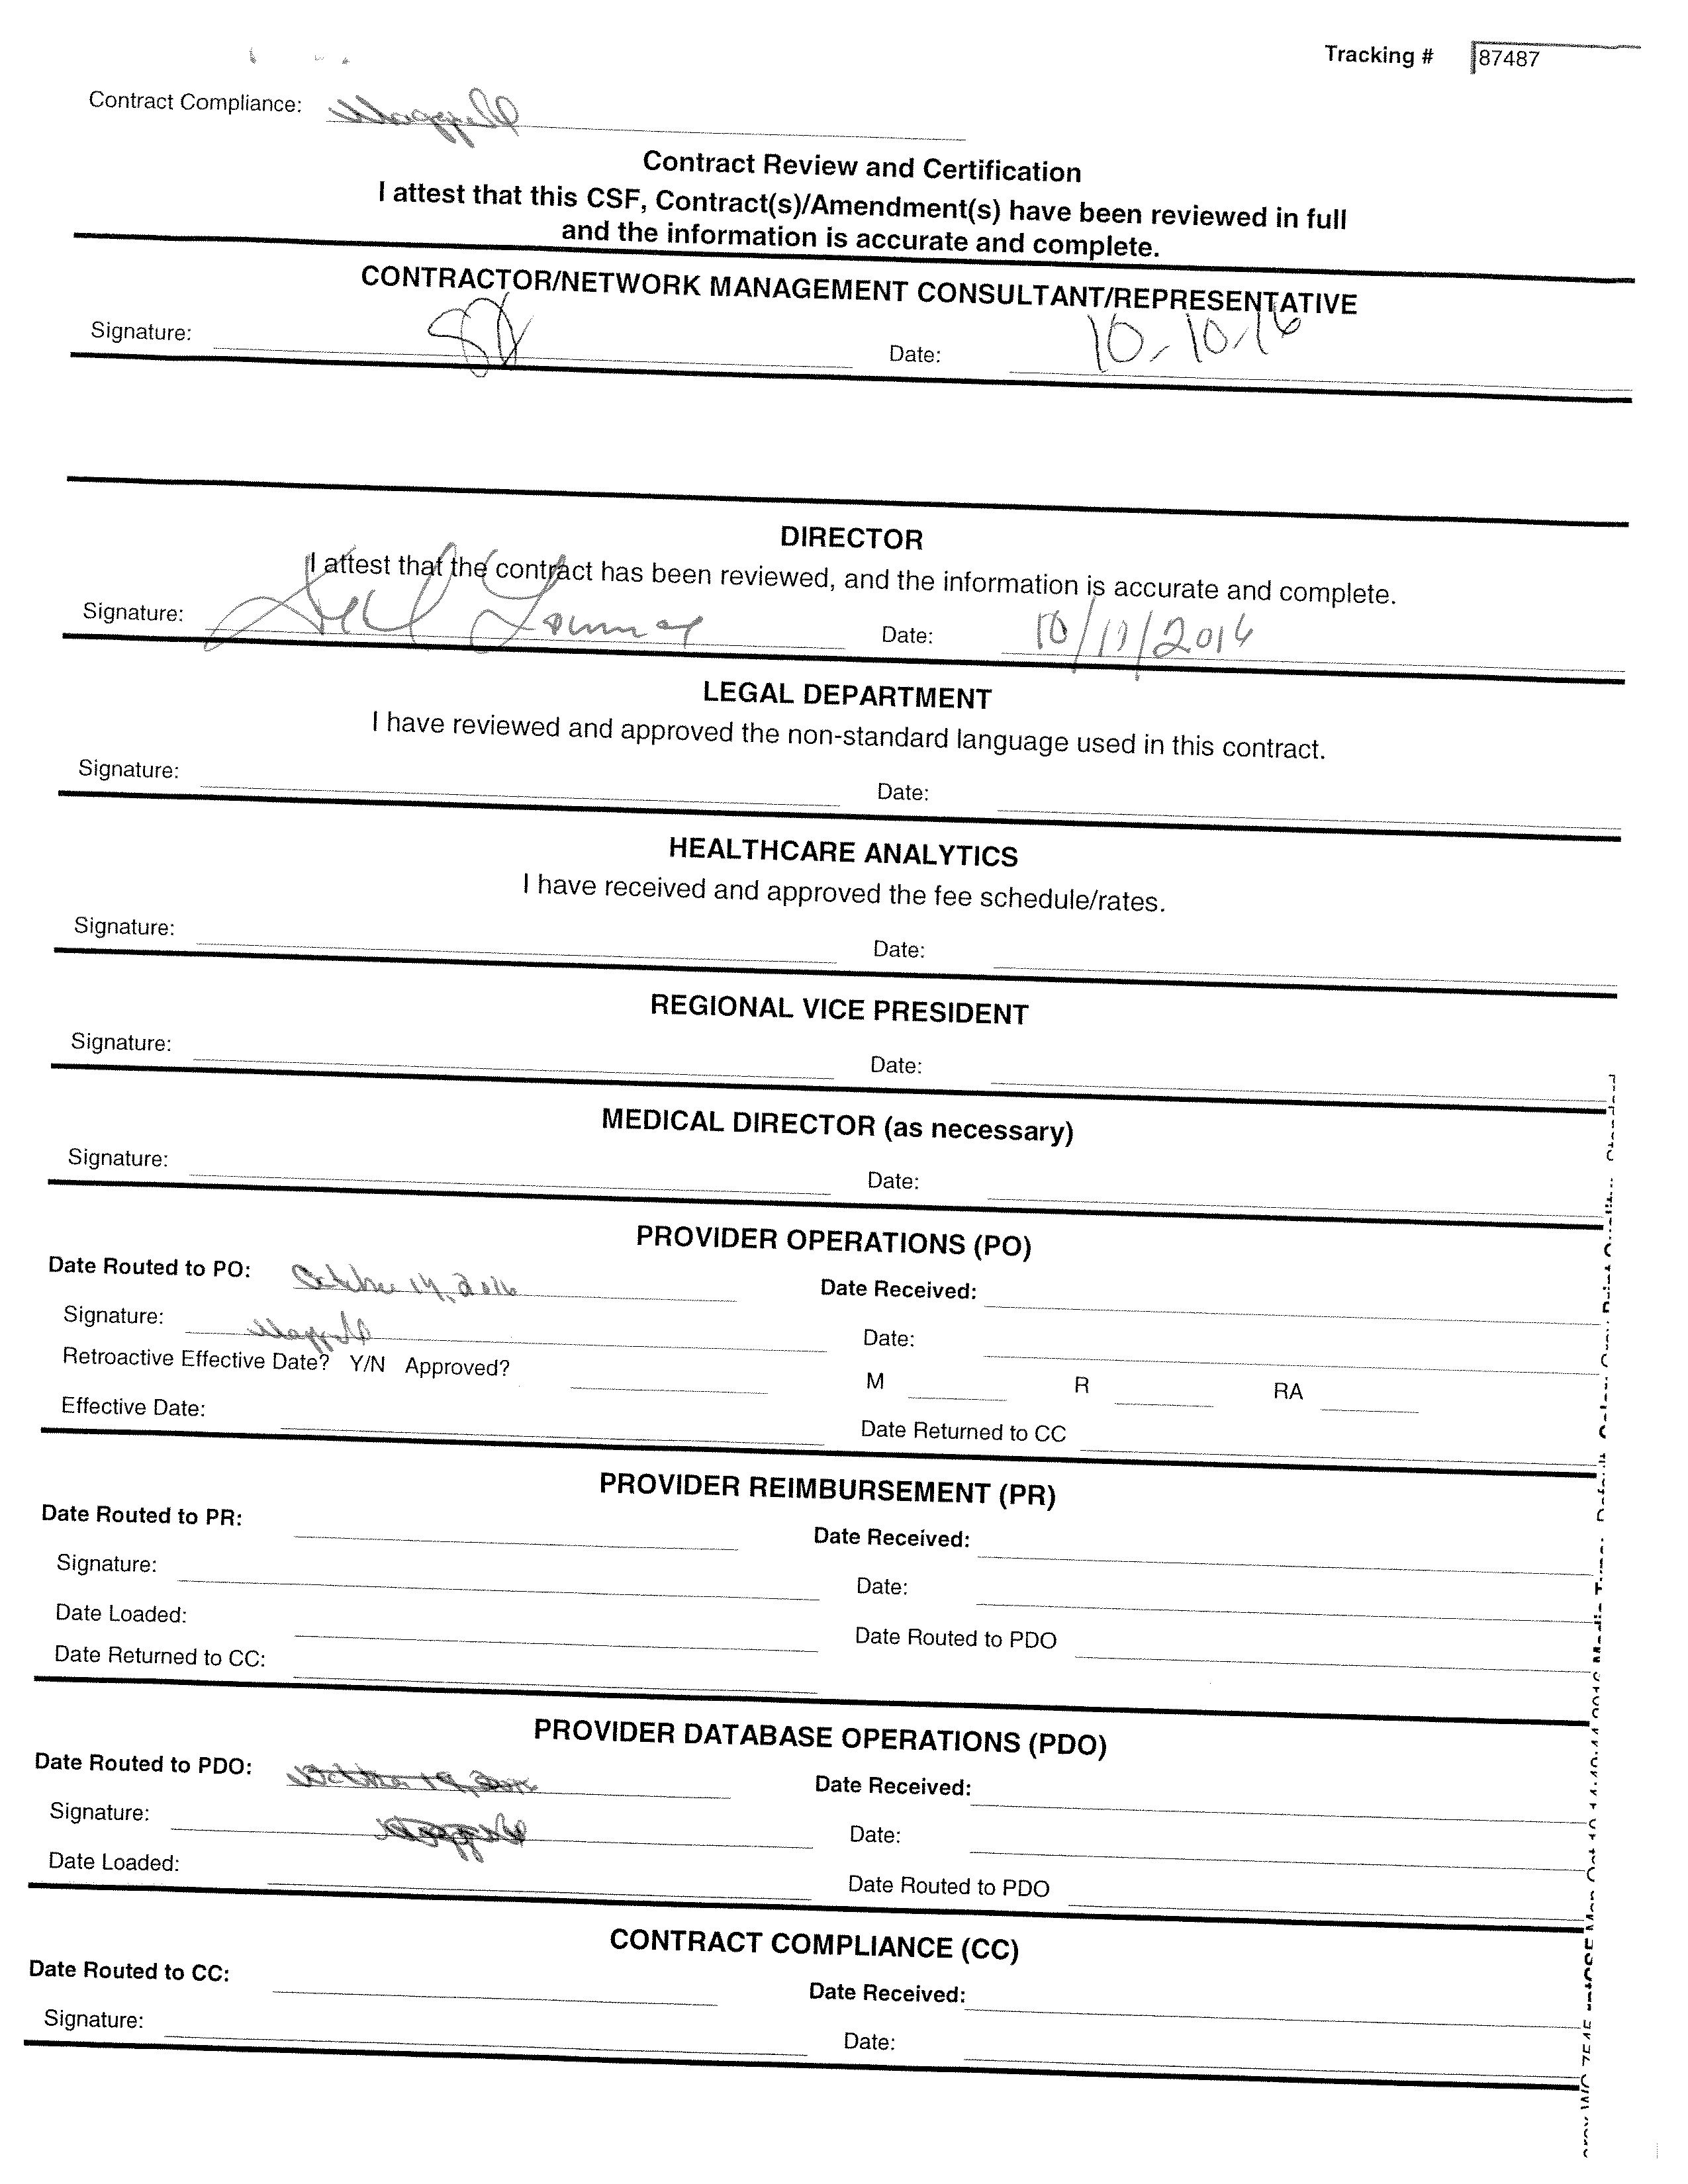 Tracking # 87487
Contract Compliance:
Contract Review and Certification
I attest that this CSF, Contract(s)/Amendment(s) have been reviewed in full
and the information is accurate and complete.
CONTRACTOR/NETWORK MANAGEMENT CONSULTANT/REPRESENTATIVE
Signature: Date: 10-10-16
DIRECTOR
I attest that the contract has been reviewed, and the information is accurate and complete.
Signature: Date: 10/11/2016
LEGAL DEPARTMENT
I have reviewed and approved the non-standard language used in this contract.
Signature: Date:
HEALTHCARE ANALYTICS
I have received and approved the fee schedule/rates.
Signature: Date:
REGIONAL VICE PRESIDENT
Signature: Date:
MEDICAL DIRECTOR (as necessary)
Signature: Date:
PROVIDER OPERATIONS (PO)
Date Routed to PO: October 14, 2016 Date Received:
Signature: Date:
Retroactive Effective Date? Y/N Approved? M R RA
Effective Date: Date Returned to CC
PROVIDER REIMBURSEMENT (PR)
Date Routed to PR: Date Received:
Signature: Date:
Date Loaded: Date Routed to PDO
Date Returned to CC:
PROVIDER DATABASE OPERATIONS (PDO)
Date Routed to PDO: Date Received:
Signature: Date:
Date Loaded: Date Routed to PDO
CONTRACT COMPLIANCE (CC)
Date Routed to CC: Date Received:
Signature: Date: